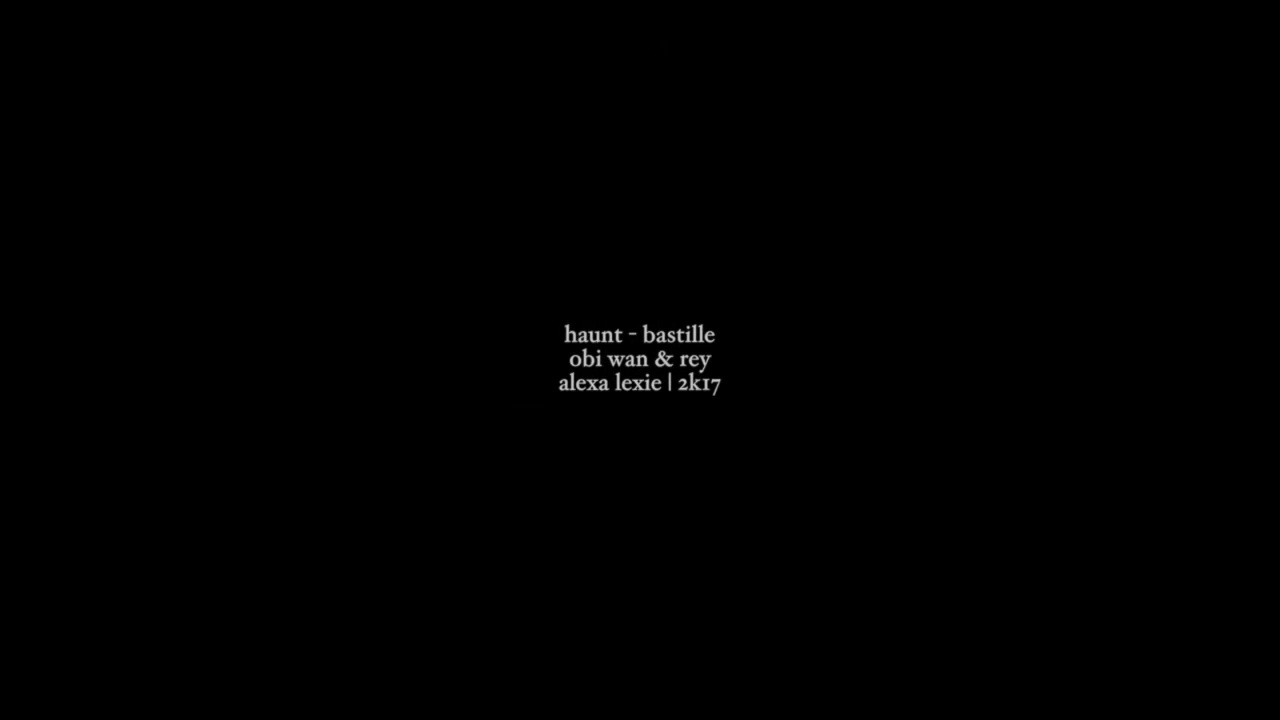 haunt - bastille
obi wan & rey
alexa lexie | 2k17